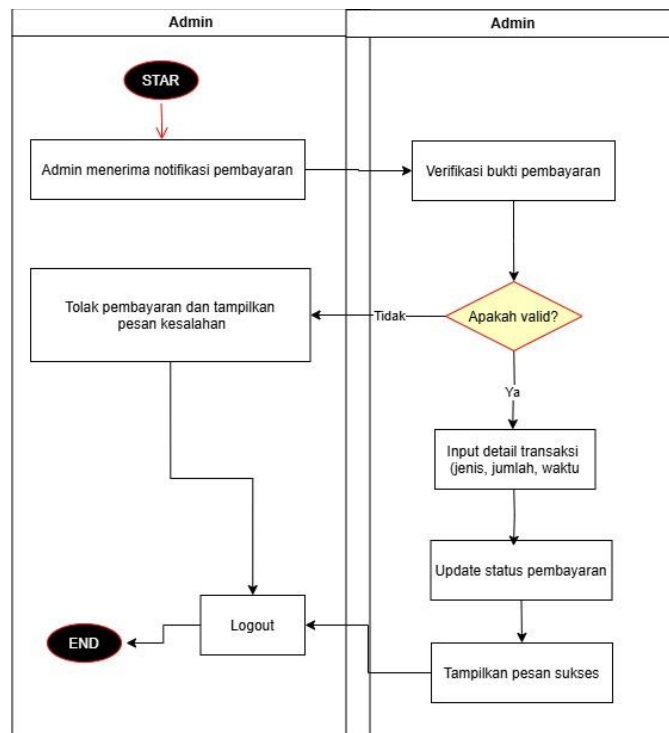 Admin
Admin
STAR
Admin menerima notifikasi pembayaran
Verifikasi bukti pembayaran
Tolak pembayaran dan tampilkan
pesan kesalahan
Tidak
Apakah valid?
Ya
Input detail transaksi
(jenis, jumlah, waktu
Update status pembayaran
Logout
END
Tampilkan pesan sukses